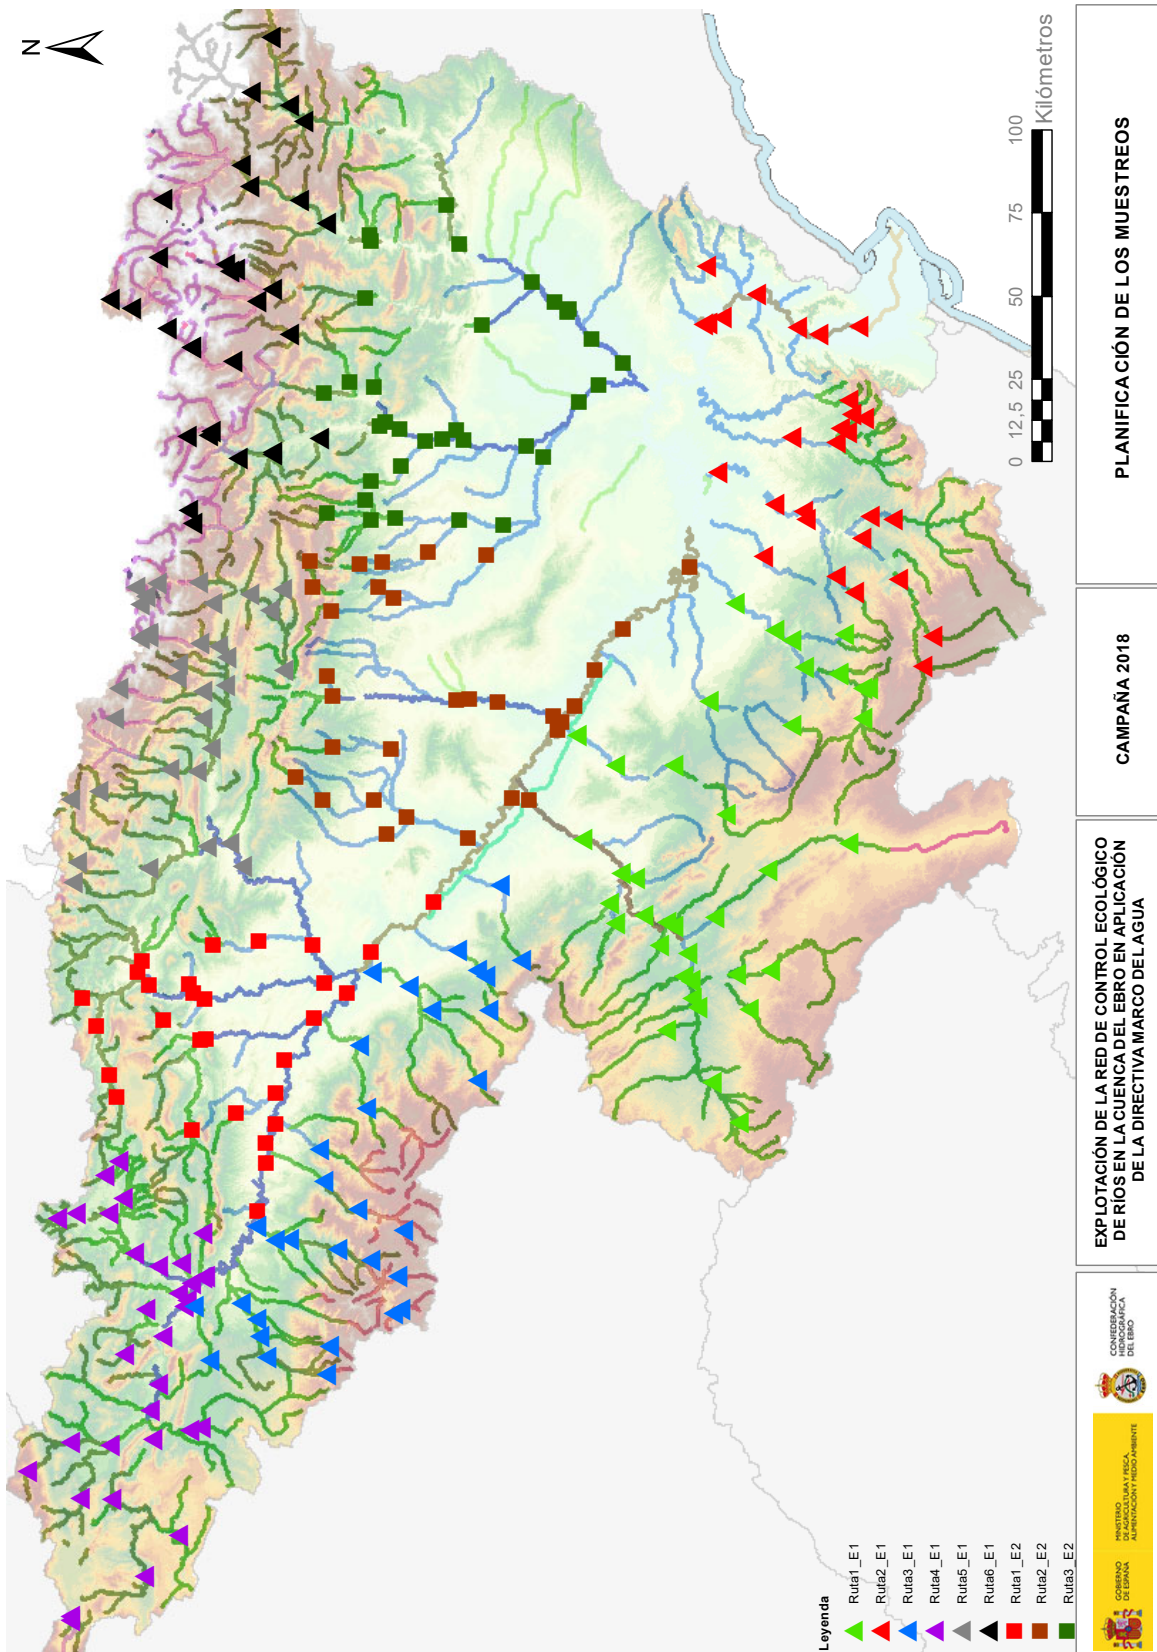 N
0 12,5 25 50 75 100
Kilómetros
Leyenda
Ruta1_E1
Ruta2_E1
Ruta3_E1
Ruta4_E1
Ruta5_E1
Ruta6_E1
Ruta1_E2
Ruta2_E2
Ruta3_E2
GOBIERNO
DE ESPAÑA
MINISTERIO
DE AGRICULTURA Y PESCA,
ALIMENTACIÓN Y MEDIO AMBIENTE
CONFEDERACIÓN
HIDROGRÁFICA
DEL EBRO
EXPLOTACIÓN DE LA RED DE CONTROL ECOLÓGICO
DE RÍOS EN LA CUENCA DEL EBRO EN APLICACIÓN
DE LA DIRECTIVA MARCO DEL AGUA
CAMPAÑA 2018
PLANIFICACIÓN DE LOS MUESTREOS